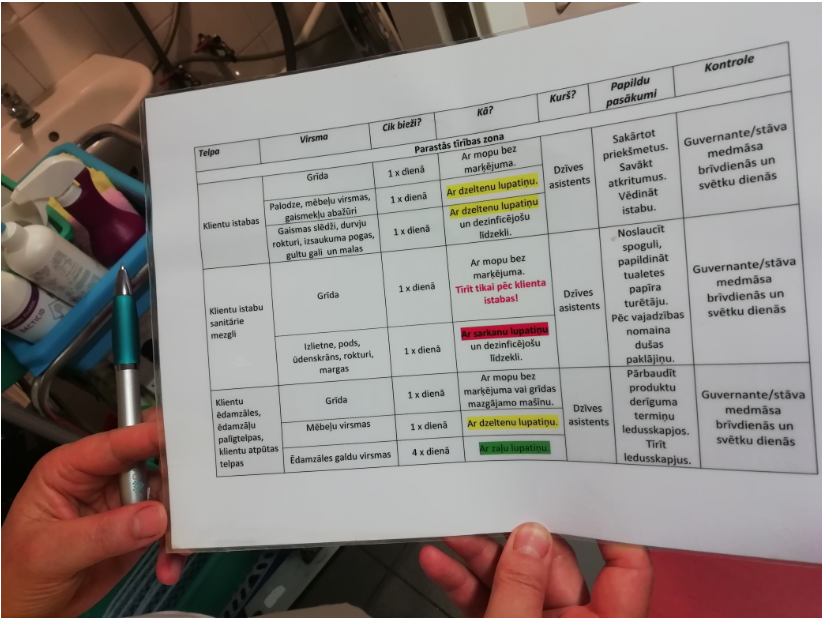 Telpa Virsma Cik bieži? Kā? Kurš? Papildu pasākumi Kontrole
Parastās tīrības zona
Klientu istabas
Grīda
1 x dienā
Ar mopu bez
marķējuma.
Palodze, mēbeļu virsmas,
gaismekļu abažūri
1 x dienā
Ar dzeltenu lupatiņu.
Gaismas slēdži, durvju
rokturi, izsaukuma pogas,
gultu gali un malas
1 x dienā
Ar dzeltenu lupatiņu
un dezinficējošu
līdzekli.
Dzīves
asistents
Sakārtot
priekšmetus.
Savākt
atkritumus.
Vēdināt
istabu.
Guvernante/stāva
medmāsa
brīvdienās un
svētku dienās
Klientu istabu
sanitārie
mezgli
Grīda
1 x dienā
Ar mopu bez
marķējuma.
Tīrīt tikai pēc klienta
istabas!
Izlietne, pods,
ūdenskrāns, rokturi,
margas
1 x dienā
Ar sarkanu lupatiņu
un dezinficējošu
līdzekli.
Dzīves
asistents
Noslaucīt
spoguli,
papildināt
tualetes
papīra
turētāju.
Pēc vajadzības
nomaina
dušas
paklājiņu.
Guvernante/stāva
medmāsa
brīvdienās un
svētku dienās
Klientu
ēdamzāles,
ēdamzāļu
palīgtelpas,
klientu atpūtas
telpas
Grīda
1 x dienā
Ar mopu bez
marķējuma vai grīdas
mazgājamo mašīnu.
Mēbeļu virsmas
1 x dienā
Ar dzeltenu lupatiņu.
Ēdamzāles galdu virsmas
4 x dienā
Ar zaļu lupatiņu.
Dzīves
asistents
Pārbaudīt
produktu
derīguma
termiņu
ledusskapjos.
Tīrīt
ledusskapjus.
Guvernante/stāva
medmāsa
brīvdienās un
svētku dienās